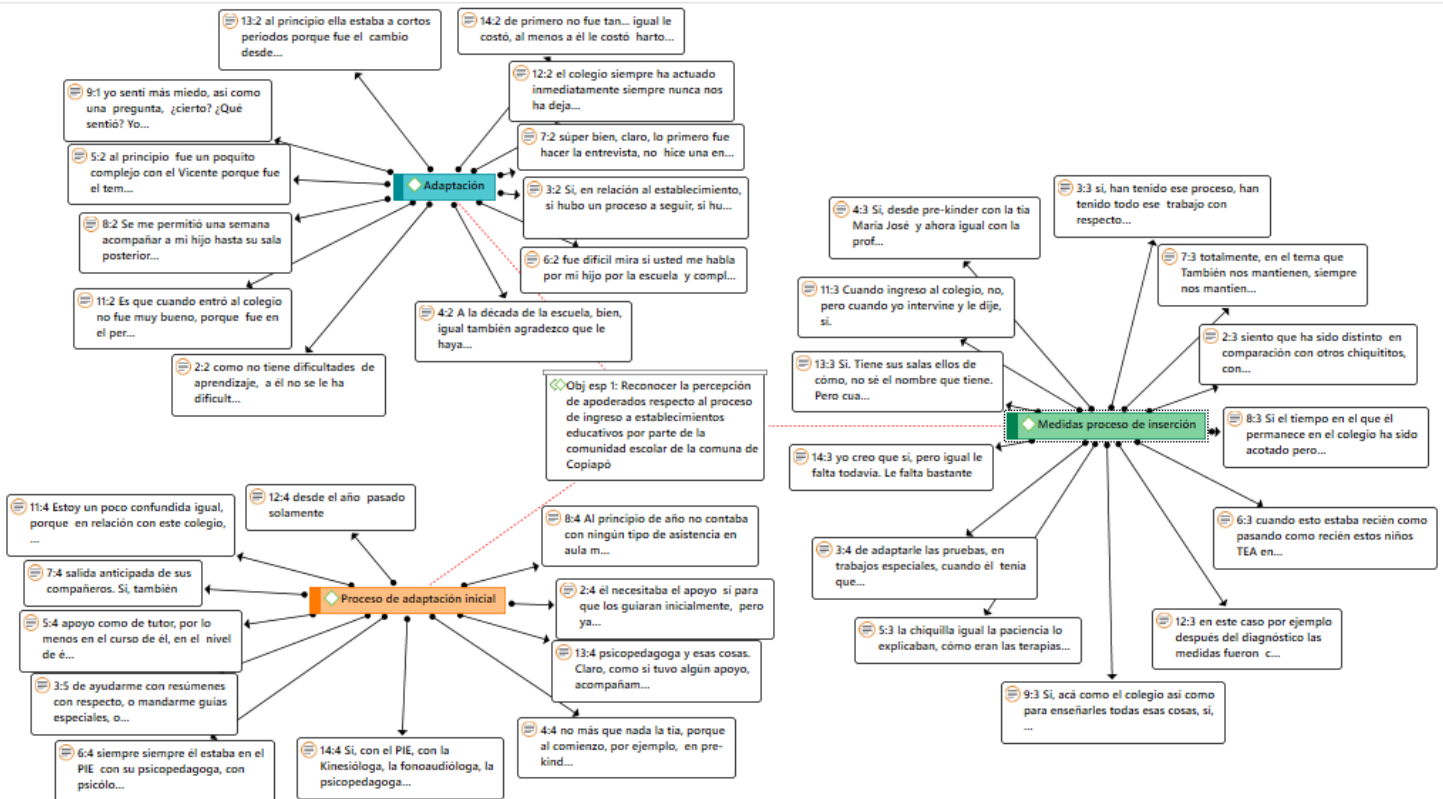 13:2 al principio ella estaba a cortos
periodos porque fue el cambio
desde...
14:2 de primero no fue tan... igual le
costó, al menos a él le costó harto...
9:1 yo sentí más miedo, así como
una pregunta, ¿cierto? ¿Qué
sintió? Yo...
12:2 el colegio siempre ha actuado
inmediatamente siempre nunca nos
ha deja...
7:2 súper bien, claro, lo primero fue
hacer la entrevista, no hice una en...
5:2 al principio fue un poquito
complejo con el Vicente porque fue
el tem...
Adaptación
3:2 Sí, en relación al establecimiento,
si hubo un proceso a seguir, si hu...
8:2 Se me permitió una semana
acompañar a mi hijo hasta su sala
posterior...
6:2 fue difícil mira si usted me habla
por mi hijo por la escuela y compl...
11:2 Es que cuando entró al colegio
no fue muy bueno, porque fue en
el per...
4:2 A la década de la escuela, bien,
igual también agradezco que le
haya...
2:2 como no tiene dificultades de
aprendizaje, a él no se le ha
dificult...
Obj esp 1: Reconocer la percepción
de apoderados respecto al proceso
de ingreso a establecimientos
educativos por parte de la
comunidad escolar de la comuna de
Copiapó
3:3 si, han tenido ese proceso, han
tenido todo ese trabajo con
respecto...
4:3 Sí, desde pre-kinder con la tía
María José y ahora igual con la
prof...
7:3 totalmente, en el tema que
También nos mantienen, siempre
nos mantien...
11:3 Cuando ingreso al colegio, no,
pero cuando yo intervine y le dije,
sí.
2:3 siento que ha sido distinto en
comparación con otros chiquititos,
con...
13:3 Si. Tiene sus salas ellos de
cómo, no sé el nombre que tiene.
Pero cua...
Medidas proceso de inserción
8:3 Si el tiempo en el que él
permanece en el colegio ha sido
acotado pero...
14:3 yo creo que sí, pero igual le
falta todavía. Le falta bastante
6:3 cuando esto estaba recién como
pasando como recién estos niños
TEA en...
3:4 de adaptarle las pruebas, en
trabajos especiales, cuando él tenia
que...
5:3 la chiquilla igual la paciencia lo
explicaban, cómo eran las terapias...
12:3 en este caso por ejemplo
después del diagnóstico las
medidas fueron c...
9:3 Sí, acá como el colegio así como
para enseñarles todas esas cosas, sí,
...
11:4 Estoy un poco confundida igual,
porque en relación con este colegio,
...
12:4 desde el año pasado
solamente
8:4 Al principio de año no contaba
con ningún tipo de asistencia en
aula m...
7:4 salida anticipada de sus
compañeros. Sí, también
Proceso de adaptación inicial
2:4 él necesitaba el apoyo sí para
que los guiaran inicialmente, pero
ya...
5:4 apoyo como de tutor, por lo
menos en el curso de él, en el nivel
de é...
13:4 psicopedagoga y esas cosas.
Claro, como si tuvo algún apoyo,
acompañam...
3:5 de ayudarme con resúmenes
con respecto, o mandarme guías
especiales, o...
4:4 no más que nada la tía, porque
al comienzo, por ejemplo, en pre-
kind...
6:4 siempre siempre él estaba en el
PIE con su psicopedagoga, con
psicólo...
14:4 Sí, con el PIE, con la
Kinesióloga, la fonoaudióloga, la
psicopedagoga...